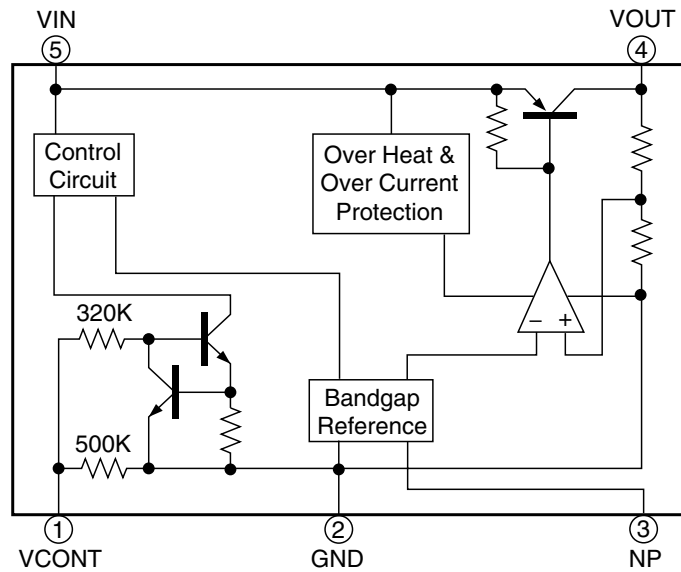 VIN
VOUT
5
4
Control
Circuit
Over Heat &
Over Current
Protection
320K
– +
Bandgap
Reference
500K
1
2
3
VCONT
GND
NP